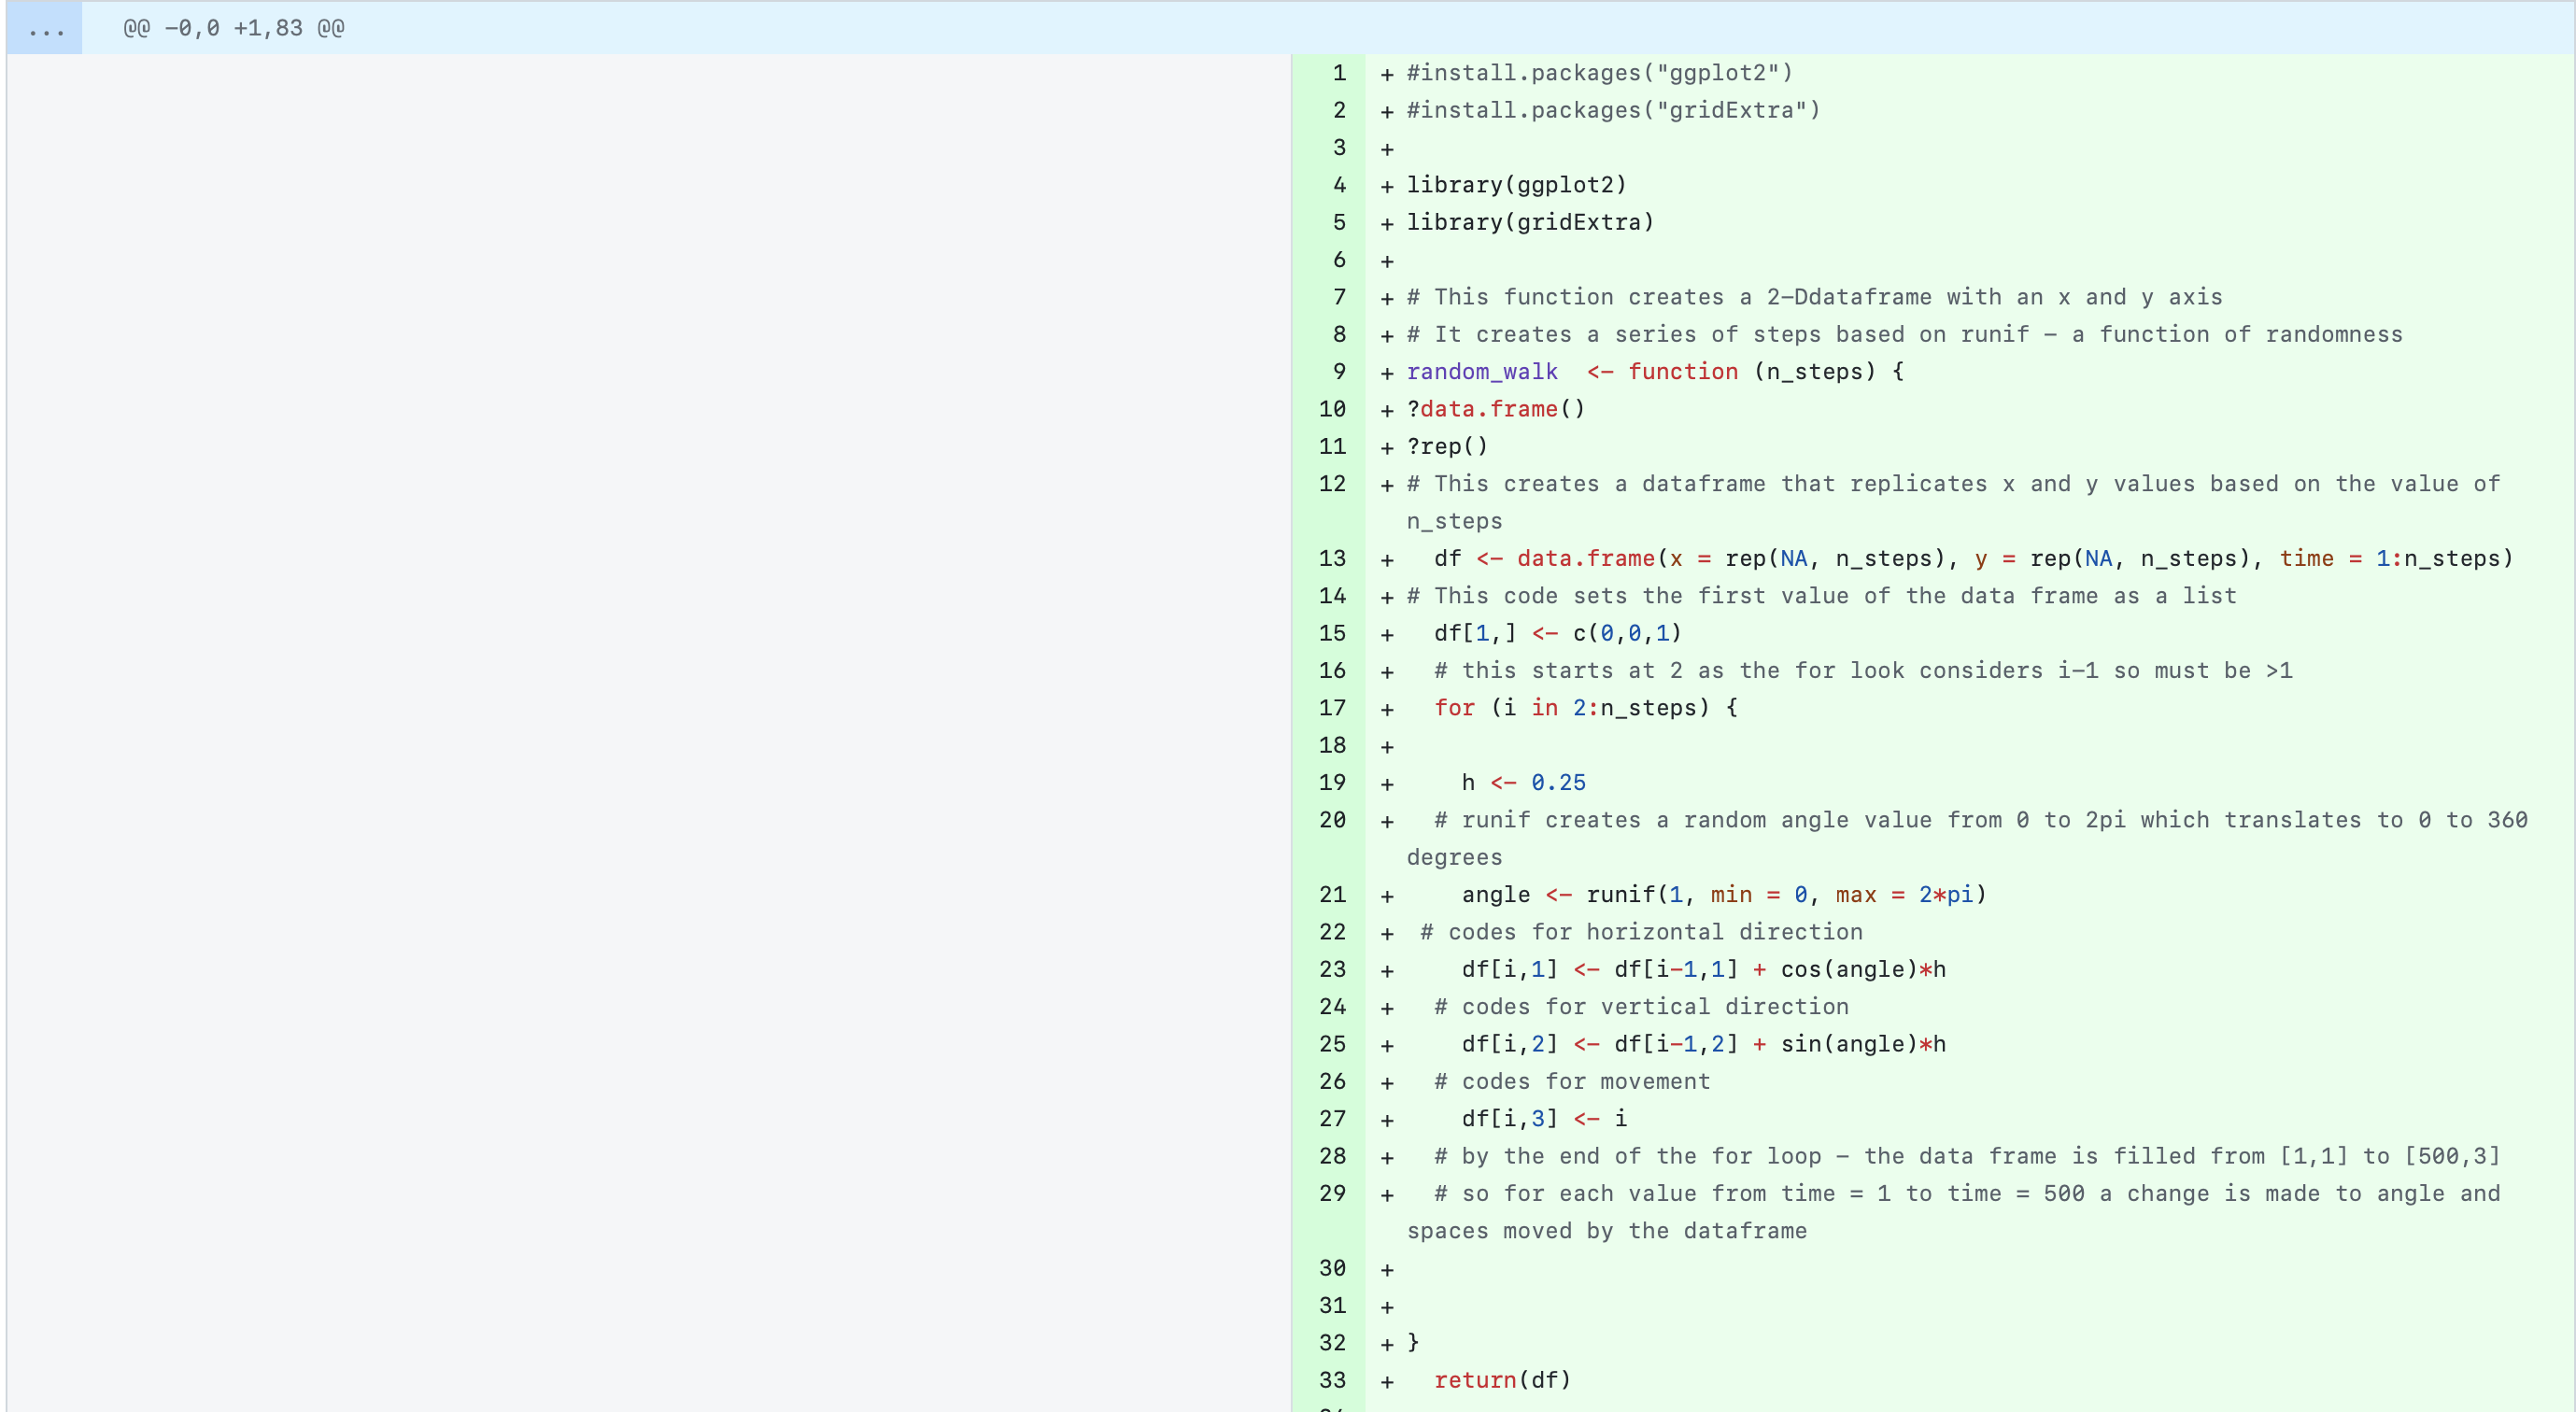 ... @@ -0,0 +1,83 @@
1 + #install.packages("ggplot2")
2 + #install.packages("gridExtra")
3 +
4 + library(ggplot2)
5 + library(gridExtra)
6 +
7 + # This function creates a 2-Ddataframe with an x and y axis
8 + # It creates a series of steps based on runif - a function of randomness
9 + random_walk  <- function (n_steps) {
10 + ?data.frame()
11 + ?rep()
12 + # This creates a dataframe that replicates x and y values based on the value of
n_steps
13 +   df <- data.frame(x = rep(NA, n_steps), y = rep(NA, n_steps), time = 1:n_steps)
14 + # This code sets the first value of the data frame as a list
15 +   df[1,] <- c(0,0,1)
16 +   # this starts at 2 as the for look considers i-1 so must be >1
17 +   for (i in 2:n_steps) {
18 +
19 +     h <- 0.25
20 +   # runif creates a random angle value from 0 to 2pi which translates to 0 to 360
degrees
21 +     angle <- runif(1, min = 0, max = 2*pi)
22 +  # codes for horizontal direction
23 +     df[i,1] <- df[i-1,1] + cos(angle)*h
24 +   # codes for vertical direction
25 +     df[i,2] <- df[i-1,2] + sin(angle)*h
26 +   # codes for movement
27 +     df[i,3] <- i
28 +   # by the end of the for loop - the data frame is filled from [1,1] to [500,3]
29 +   # so for each value from time = 1 to time = 500 a change is made to angle and
spaces moved by the dataframe
30 +
31 +
32 + }
33 +   return(df)